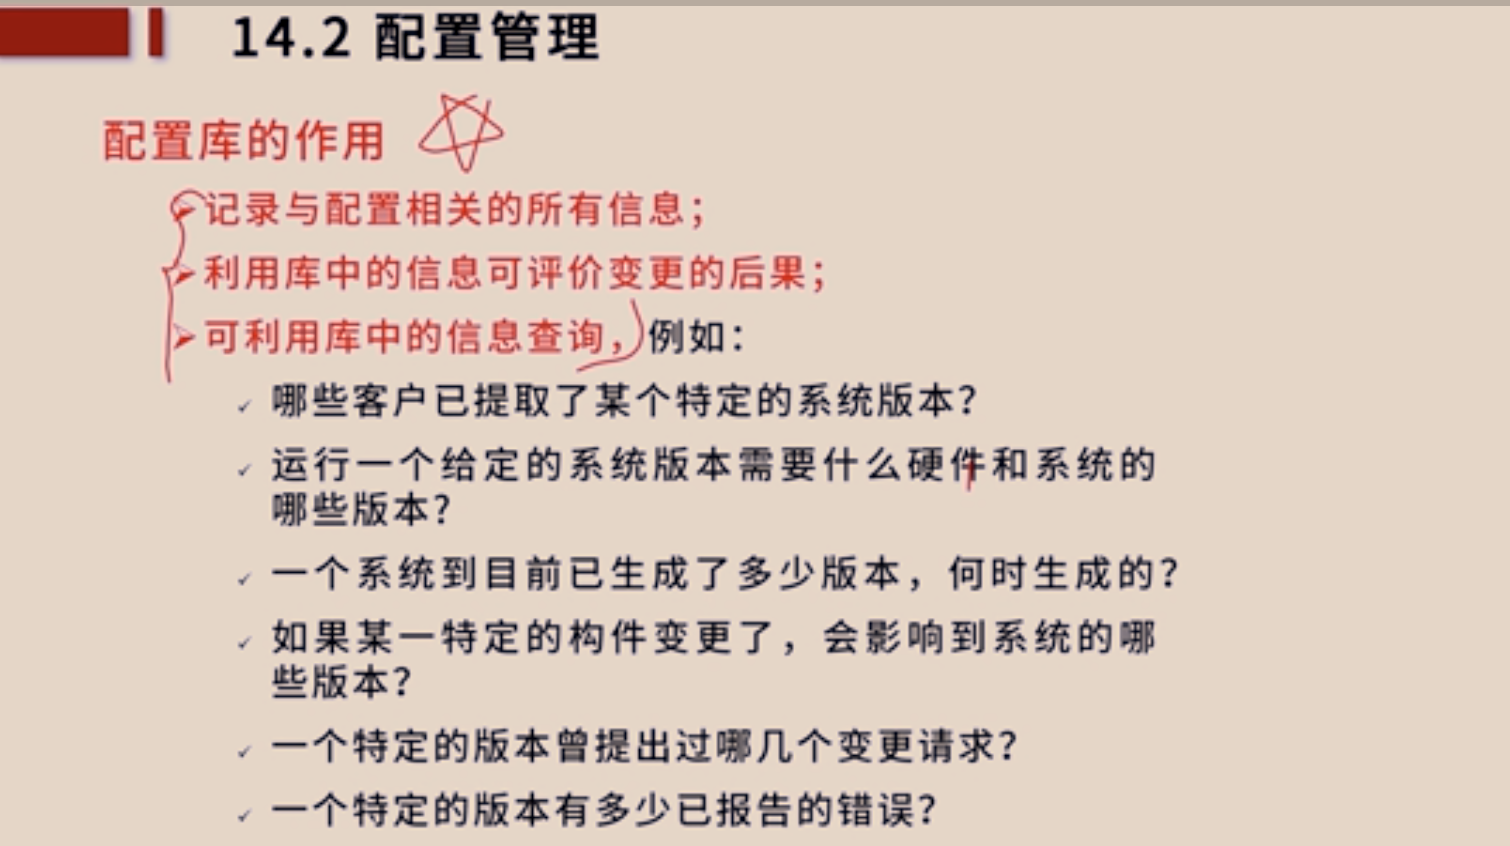 14.2 配置管理
配置库的作用
记录与配置相关的所有信息；
利用库中的信息可评价变更的后果；
可利用库中的信息查询，例如：
哪些客户已提取了某个特定的系统版本？
运行一个给定的系统版本需要什么硬件和系统的
哪些版本？
一个系统到目前已生成了多少版本，何时生成的？
如果某一特定的构件变更了，会影响到系统的哪
些版本？
一个特定的版本曾提出过哪几个变更请求？
一个特定的版本有多少已报告的错误？